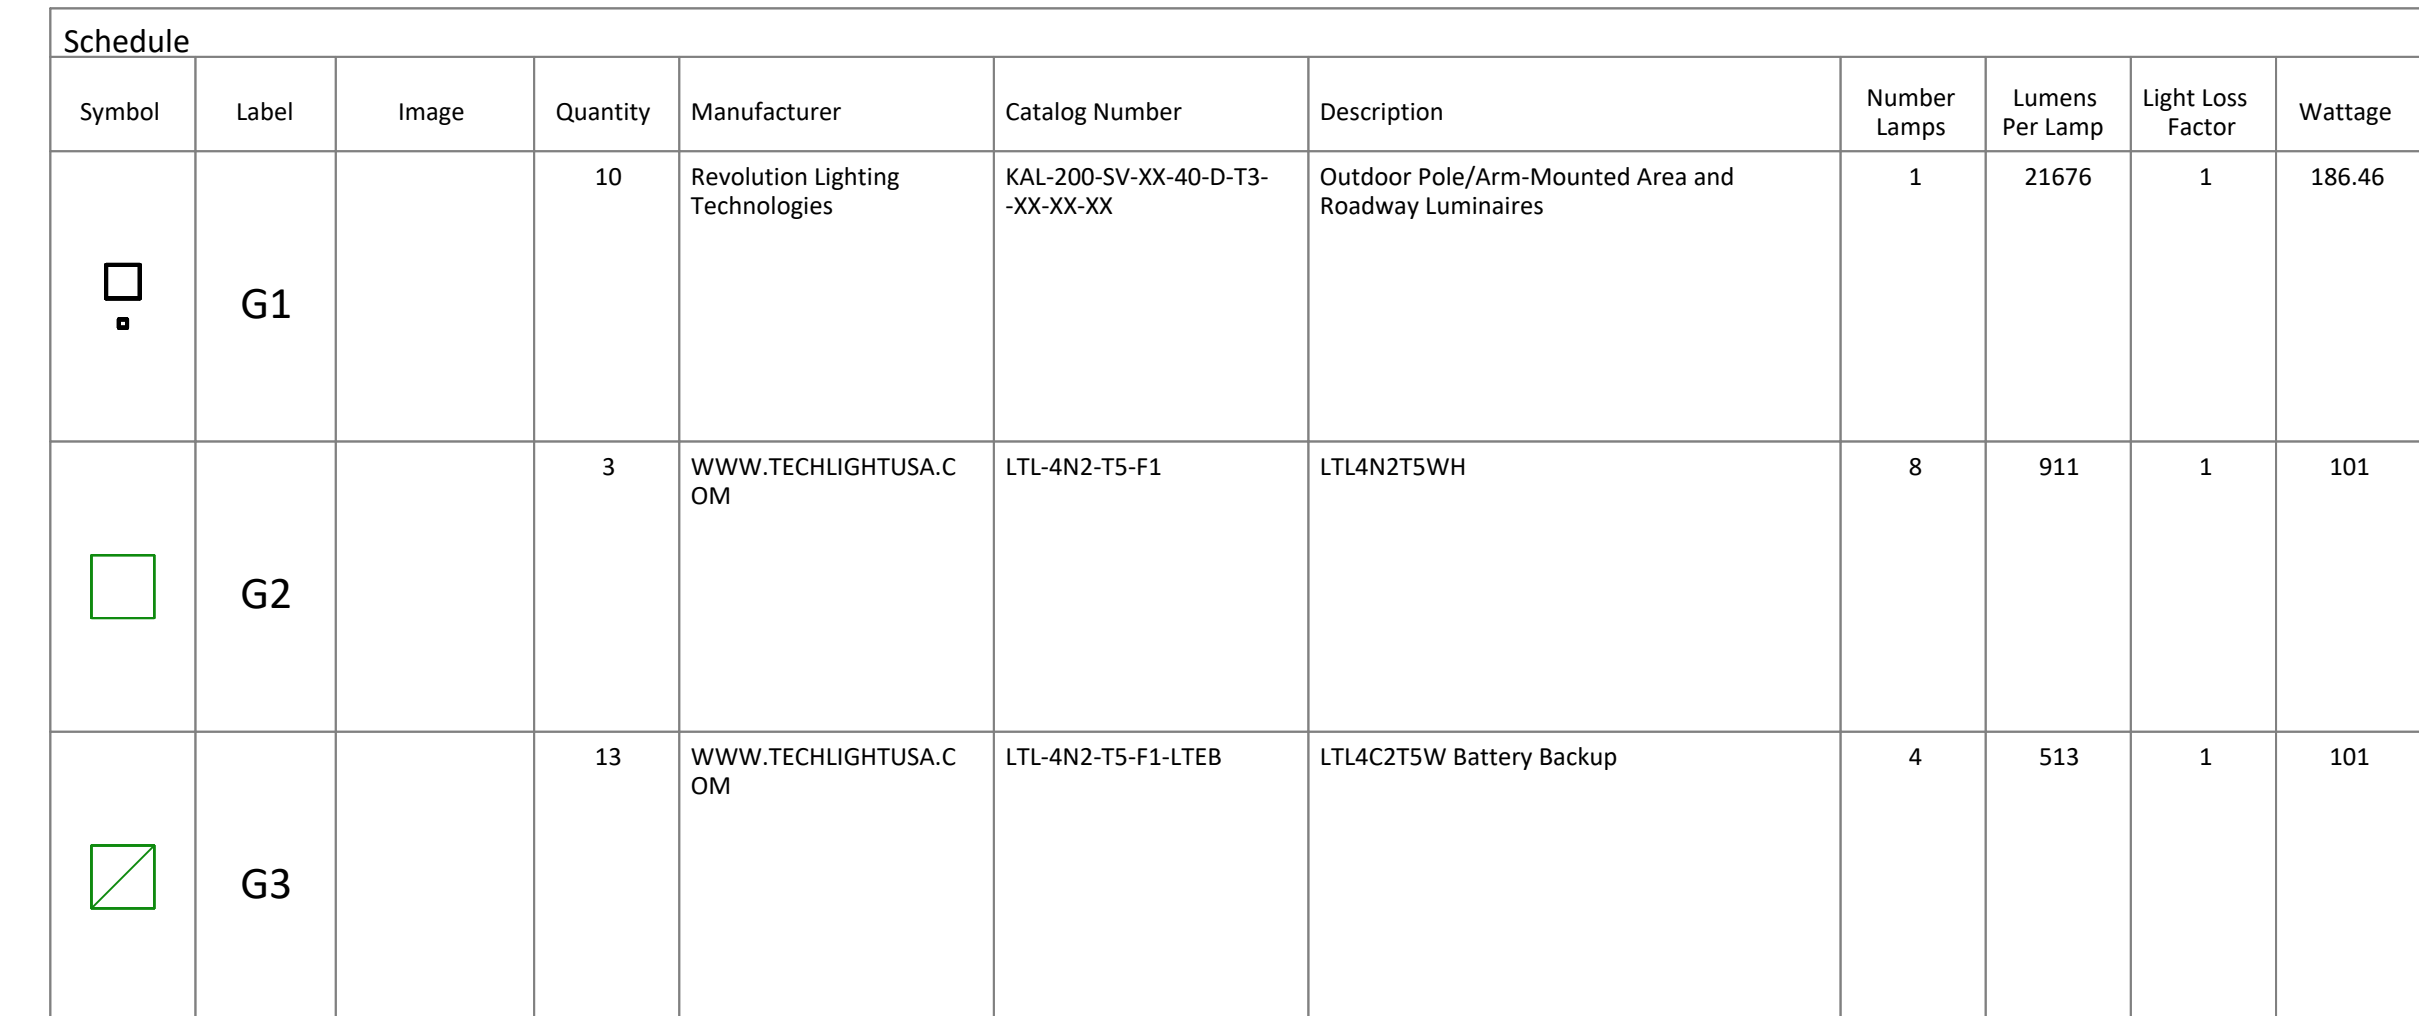 Schedule
Symbol Label Image Quantity Manufacturer Catalog Number Description Number Lamps Lumens Per Lamp Light Loss Factor Wattage
G1 10 Revolution Lighting Technologies KAL-200-SV-XX-40-D-T3--XX-XX-XX Outdoor Pole/Arm-Mounted Area and Roadway Luminaires 1 21676 1 186.46
G2 3 WWW.TECHLIGHTUSA.COM LTL-4N2-T5-F1 LTL4N2T5WH 8 911 1 101
G3 13 WWW.TECHLIGHTUSA.COM LTL-4N2-T5-F1-LTEB LTL4C2T5W Battery Backup 4 513 1 101